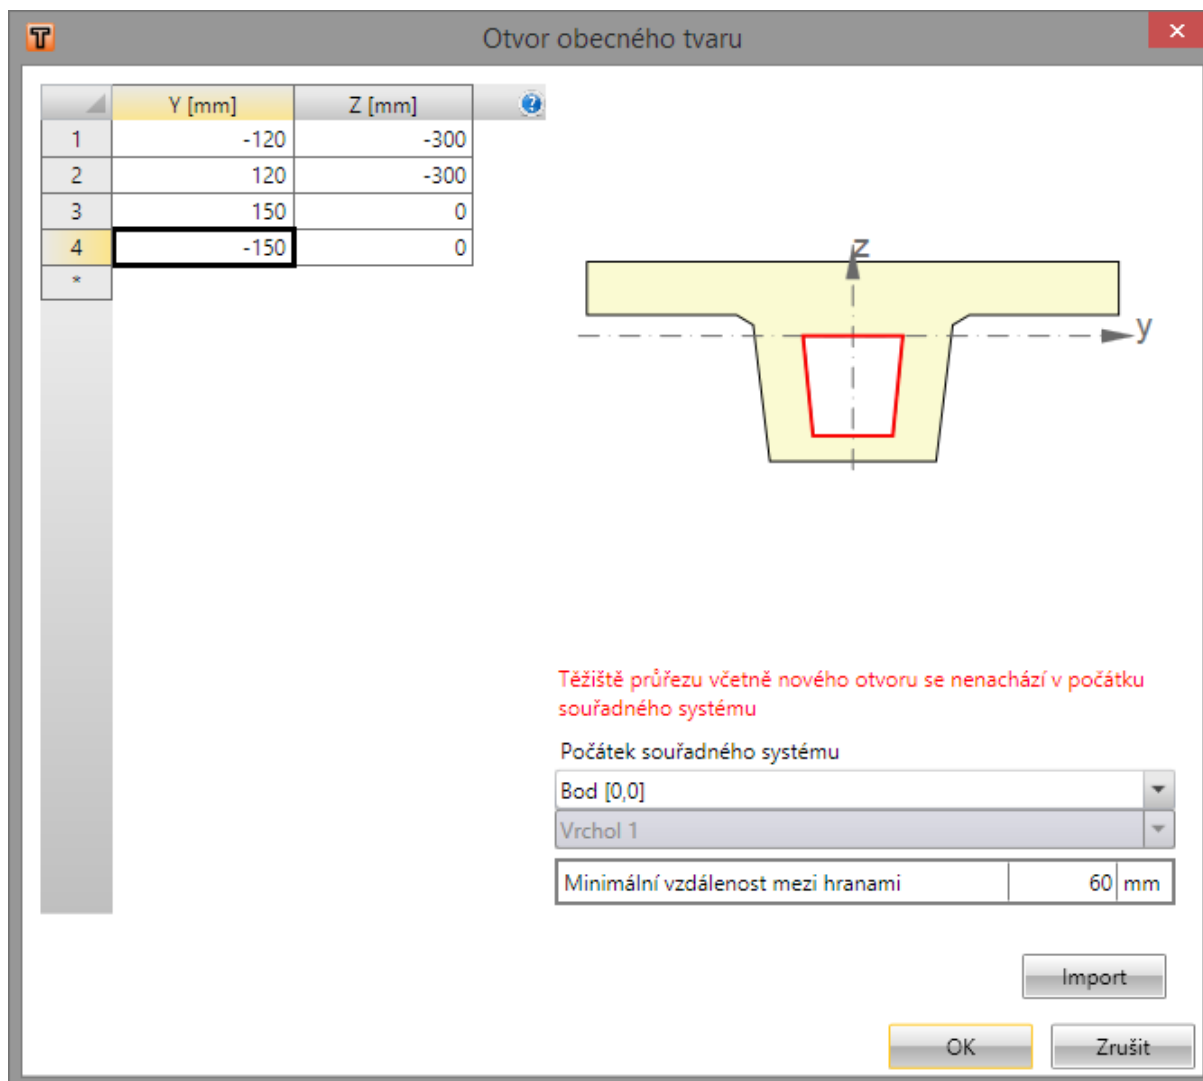 Otvor obecného tvaru
Y [mm] Z [mm]
1 -120 -300
2 120 -300
3 150 0
4 -150 0
*
z
y
Těžiště průřezu včetně nového otvoru se nenachází v počátku
souřadného systému
Počátek souřadného systému
Bod [0,0]
Vrchol 1
Minimální vzdálenost mezi hranami 60 mm
Import
OK Zrušit